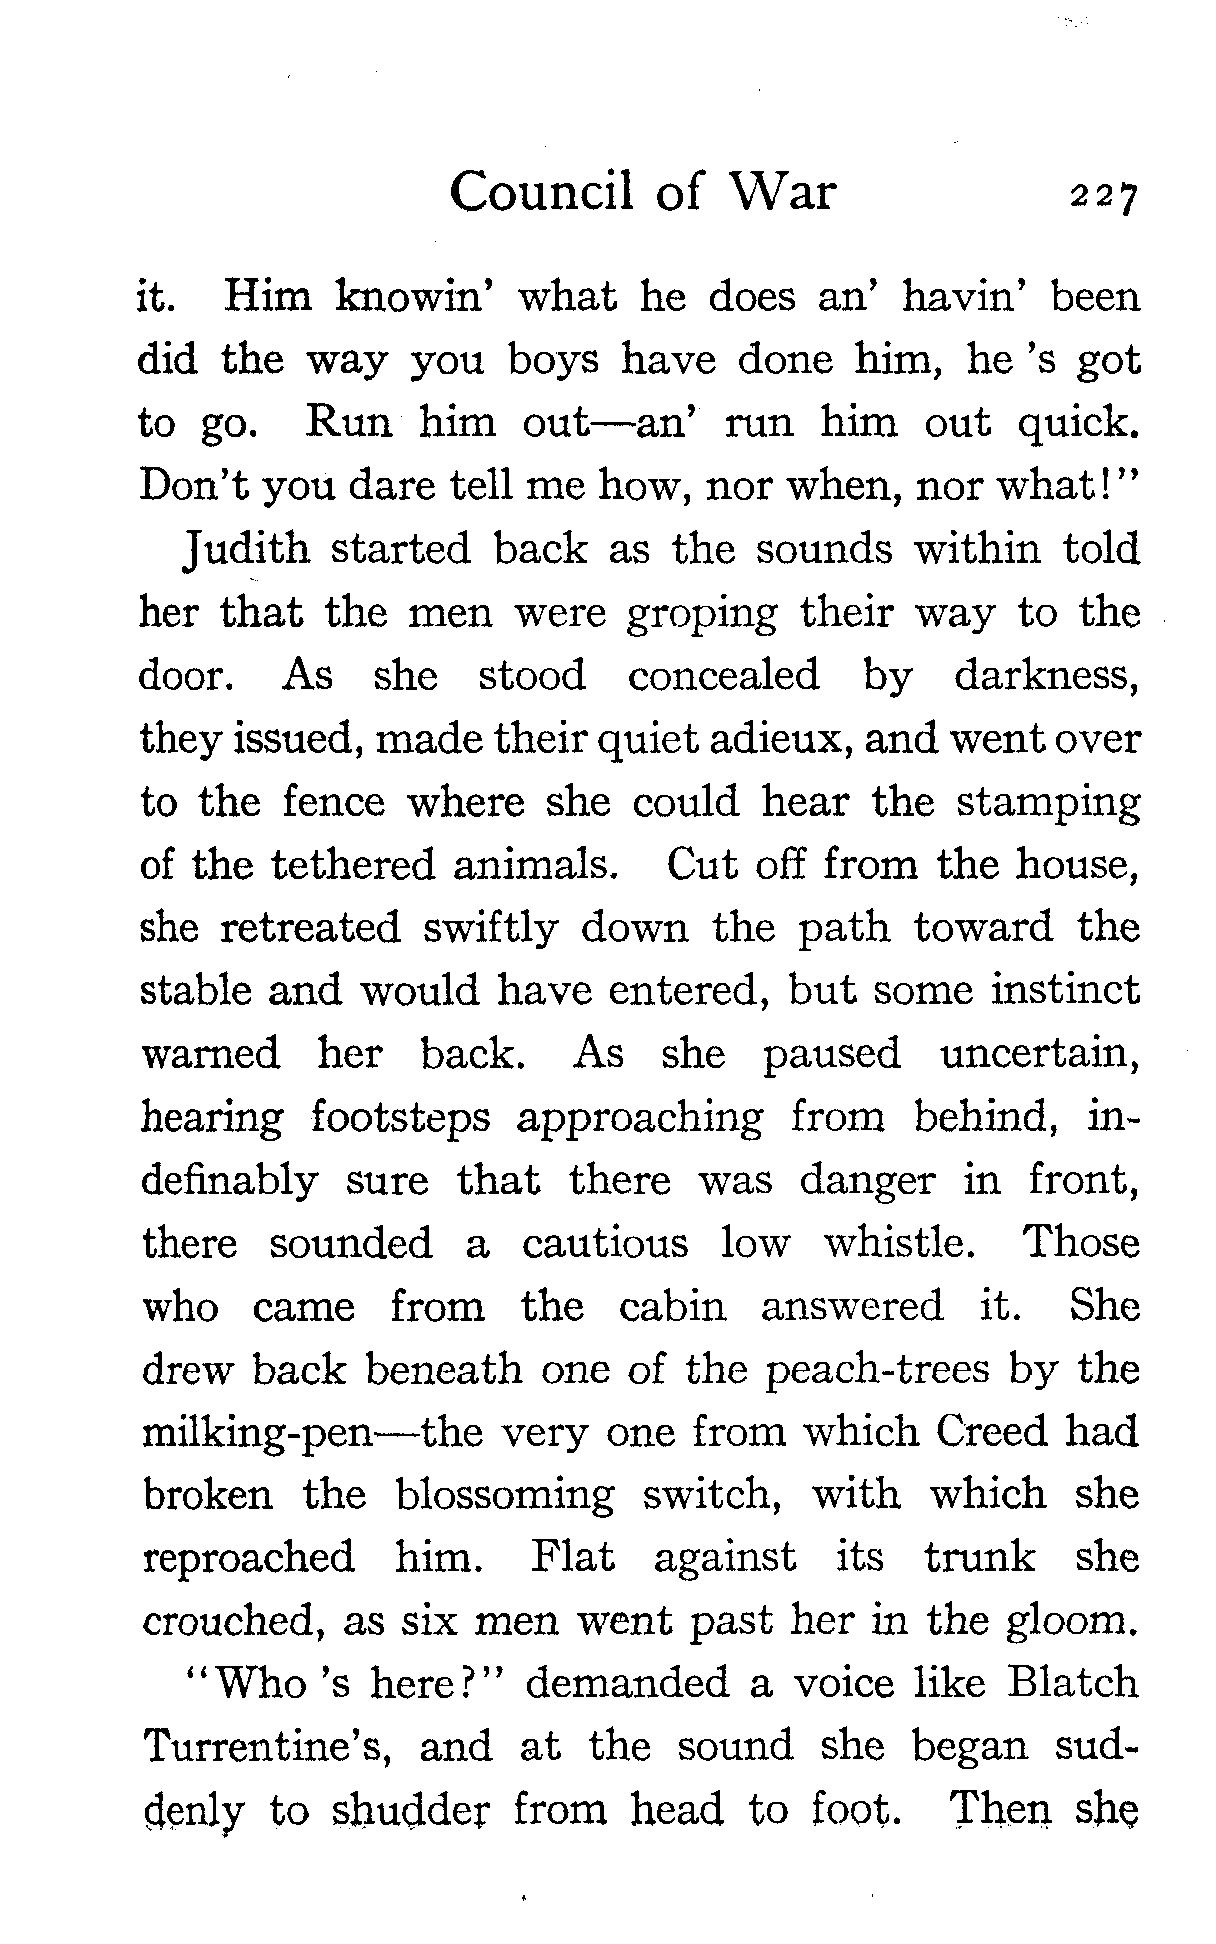 Council of War 227
it. Him knowin' what he does an' havin' been
did the way you boys have done him, he 's got
to go. Run him out—an' run him out quick.
Don't you dare tell me how, nor when, nor what!"
Judith started back as the sounds within told
her that the men were groping their way to the
door. As she stood concealed by darkness,
they issued, made their quiet adieux, and went over
to the fence where she could hear the stamping
of the tethered animals. Cut off from the house,
she retreated swiftly down the path toward the
stable and would have entered, but some instinct
warned her back. As she paused uncertain,
hearing footsteps approaching from behind, in-
definably sure that there was danger in front,
there sounded a cautious low whistle. Those
who came from the cabin answered it. She
drew back beneath one of the peach-trees by the
milking-pen—the very one from which Creed had
broken the blossoming switch, with which she
reproached him. Flat against its trunk she
crouched, as six men went past her in the gloom.
"Who 's here?" demanded a voice like Blatch
Turrentine's, and at the sound she began sud-
denly to shudder from head to foot. Then she